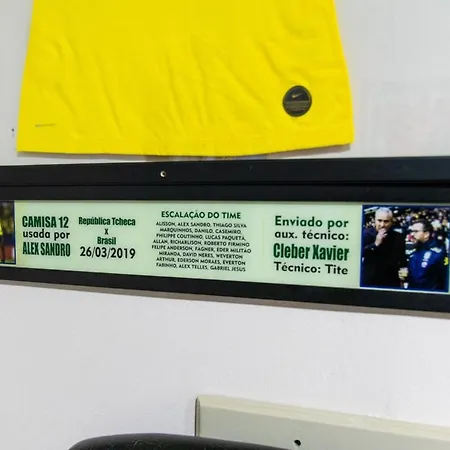 CAMISA 12
usada por
ALEX SANDRO
República Tcheca
x
Brasil
26/03/2019
ESCALAÇÃO DO TIME
ALISSON, ALEX SANDRO, THIAGO SILVA
MARQUINHOS, DANILO, CASEMIRO,
PHILIPPE COUTINHO, LUCAS PAQUETÁ,
ALLAN, RICHARLISON, ROBERTO FIRMINO
FELIPE ANDERSON, FAGNER, EDER MILITAO
MIRANDA, DAVID NERES, WEVERTON
ARTHUR, EDERSON MORAES, EVERTON
FABINHO, ALEX TELLES, GABRIEL JESUS
Enviado por
aux. técnico:
Cleber Xavier
Técnico: Tite